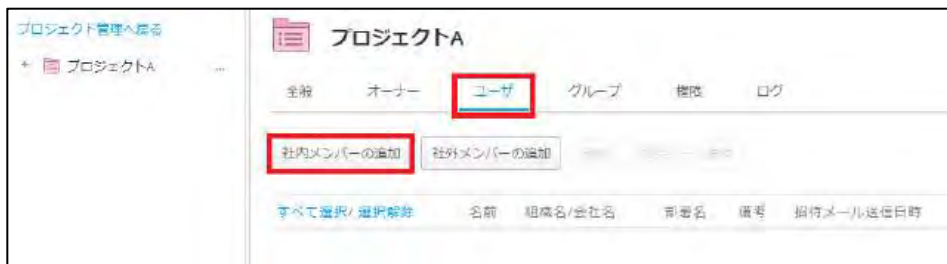 プロジェクト管理へ戻る
プロジェクトA
...
プロジェクトA
全般 オーナー ユーザ グループ 権限 ログ
社内メンバーの追加 社外メンバーの追加
すべて選択/ 選択解除 名前 組織名/会社名 部署名 備考 招待メール送信日時